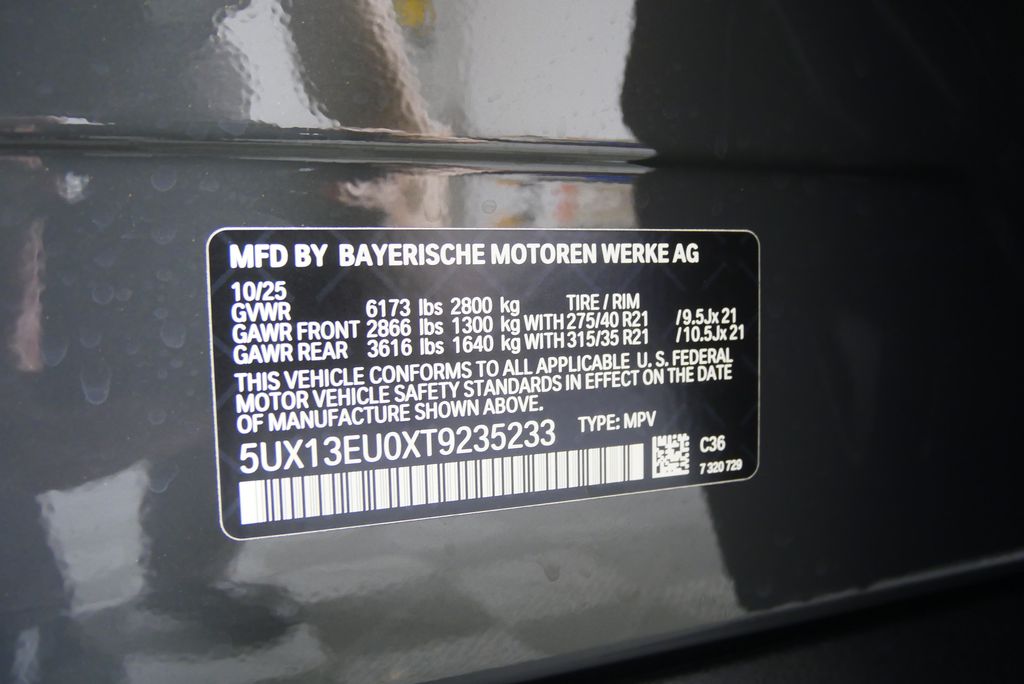 MFD BY BAYERISCHE MOTOREN WERKE AG
10/25
GVWR 6173 lbs 2800 kg TIRE / RIM
GAWR FRONT 2866 lbs 1300 kg WITH 275/40 R21 /9.5Jx21
GAWR REAR 3616 lbs 1640 kg WITH 315/35 R21 /10.5Jx21
THIS VEHICLE CONFORMS TO ALL APPLICABLE U.S. FEDERAL
MOTOR VEHICLE SAFETY STANDARDS IN EFFECT ON THE DATE
OF MANUFACTURE SHOWN ABOVE.
5UX13EU0XT9235233 TYPE: MPV
C36
7 320 729